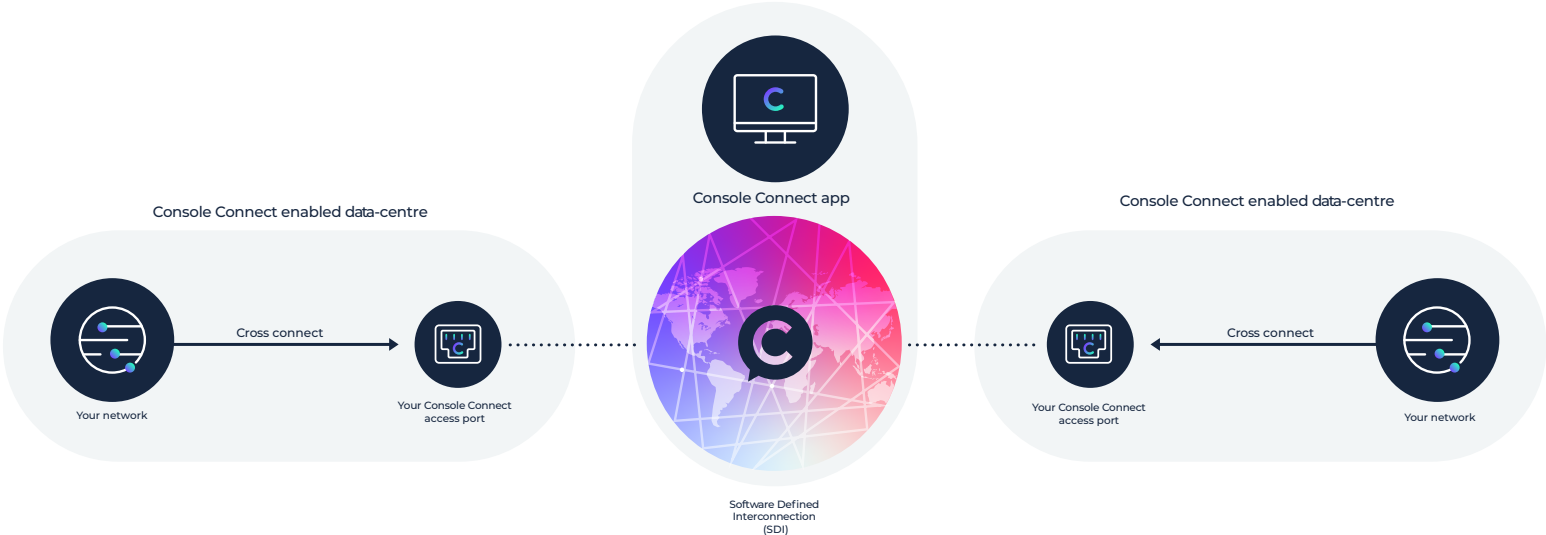 Console Connect app
Console Connect enabled data-centre
Cross connect
Your network
Your Console Connect
access port
Software Defined
Interconnection
(SDI)
Console Connect enabled data-centre
Cross connect
Your Console Connect
access port
Your network